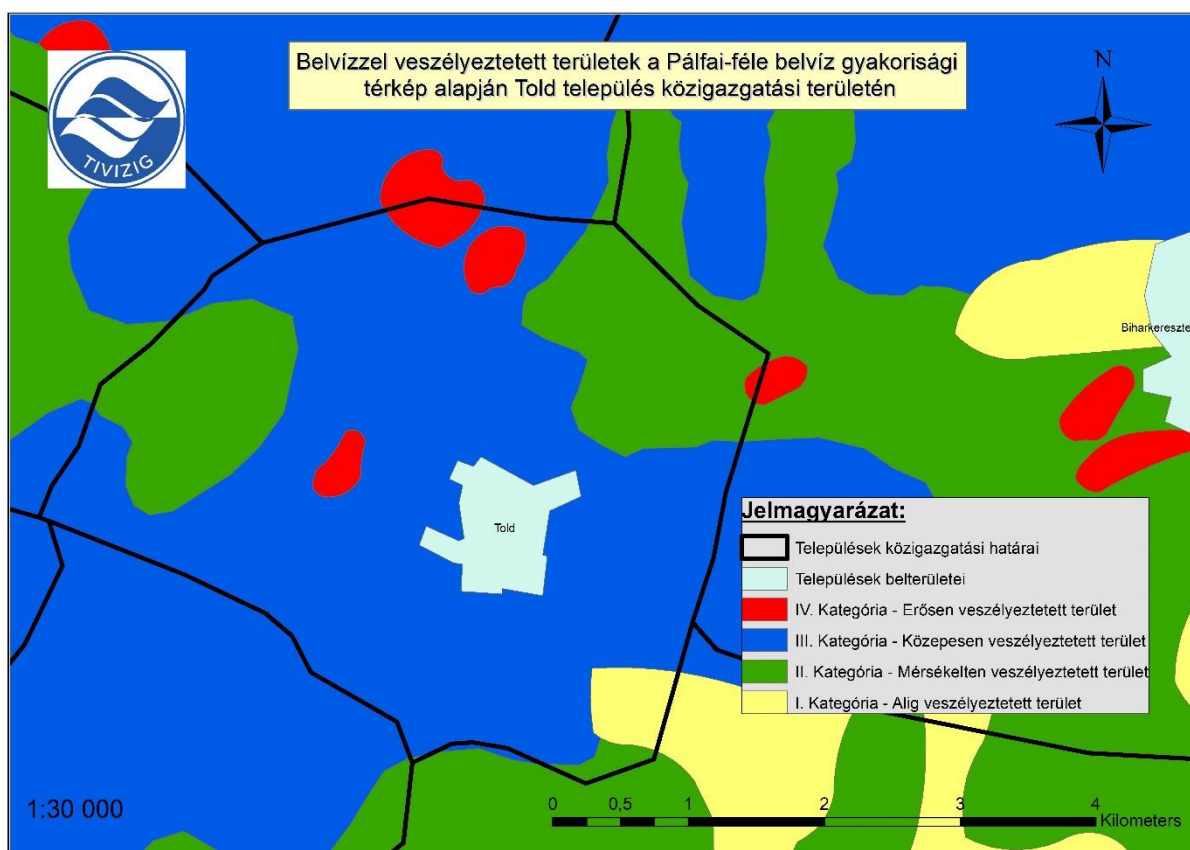 Belvízzel veszélyeztetett területek a Pálfai-féle belvíz gyakorisági
térkép alapján Told település közigazgatási területén
N
TIVIZIG
Biharkereszte
Told
Jelmagyarázat:
Települések közigazgatási határai
Települések belterületei
IV. Kategória - Erősen veszélyeztetett terület
III. Kategória - Közepesen veszélyeztetett terület
II. Kategória - Mérsékelten veszélyeztetett terület
I. Kategória - Alig veszélyeztetett terület
1:30 000
0 0,5 1 2 3 4
Kilometers